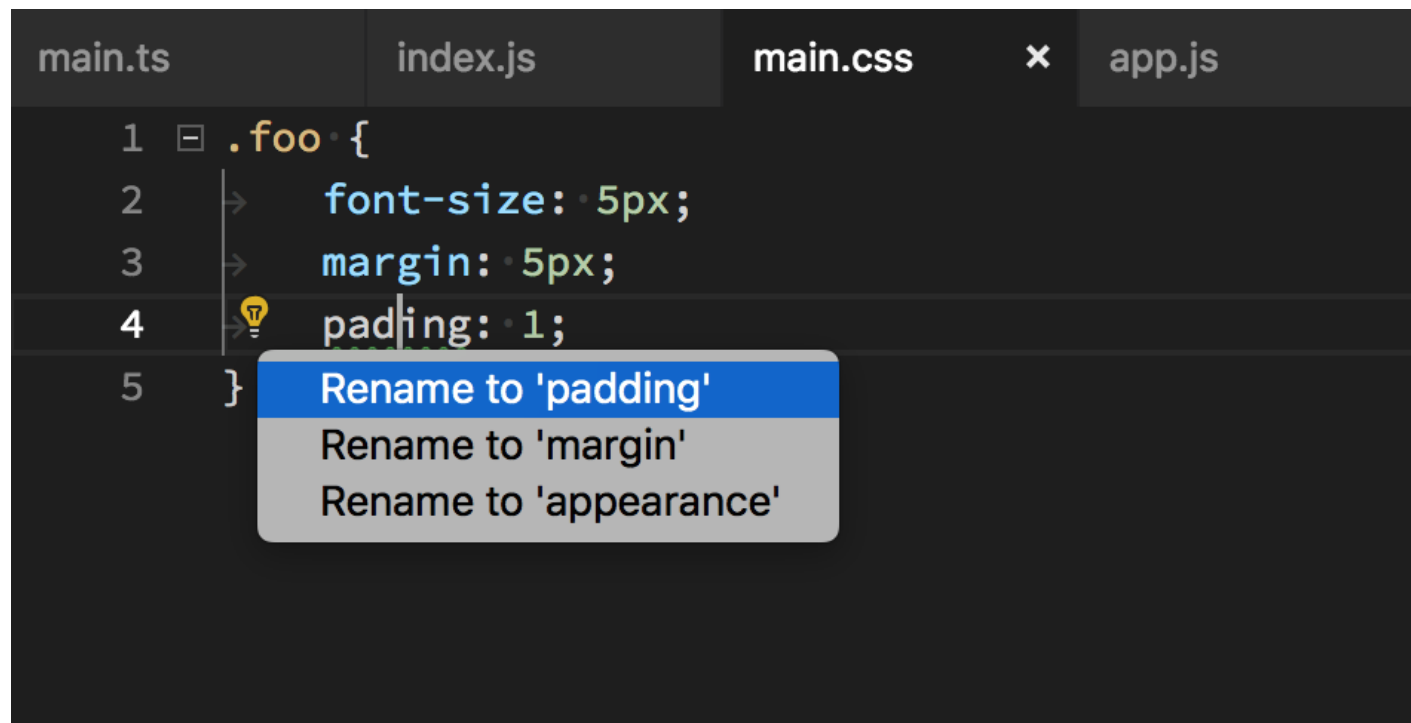 main.ts index.js main.css × app.js
1 .foo {
2 font-size: 5px;
3 margin: 5px;
4 pading: 1;
5 }
Rename to 'padding'
Rename to 'margin'
Rename to 'appearance'